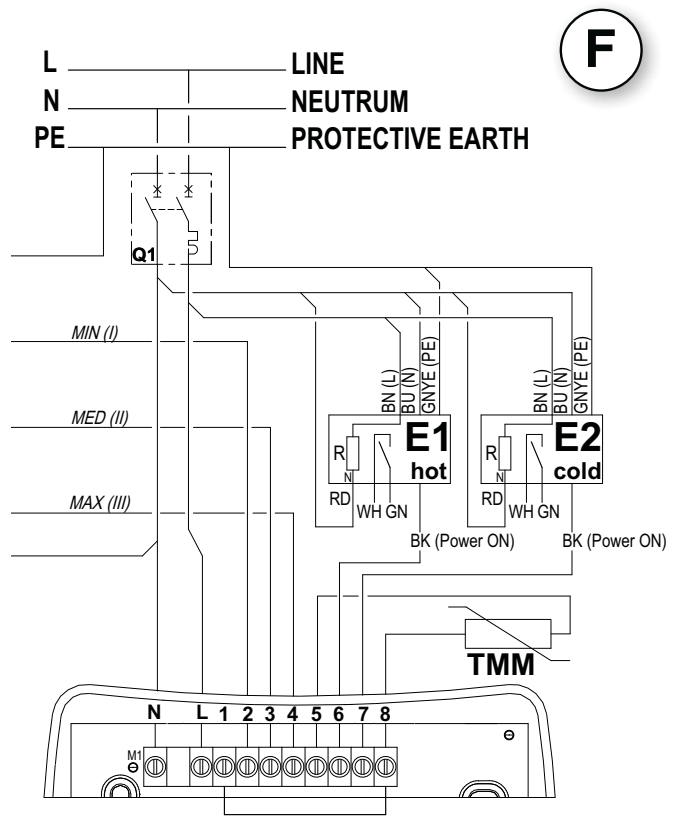 F
L LINE
N NEUTRUM
PE PROTECTIVE EARTH
Q1
MIN (I)
MED (II)
MAX (III)
BN (L)
BU (N)
GNYE (PE)
E1
hot
R
N
RD
WH GN
BK (Power ON)
BN (L)
BU (N)
GNYE (PE)
E2
cold
R
N
RD
WH GN
BK (Power ON)
TMM
N L 1 2 3 4 5 6 7 8
M1